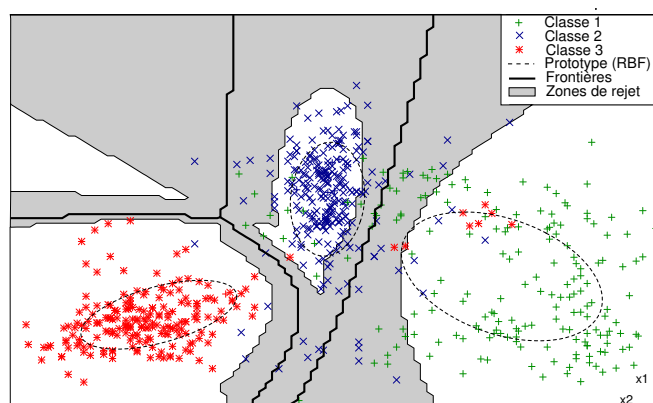 Classe 1
Classe 2
Classe 3
Prototype (RBF)
Frontières
Zones de rejet
x1
x2